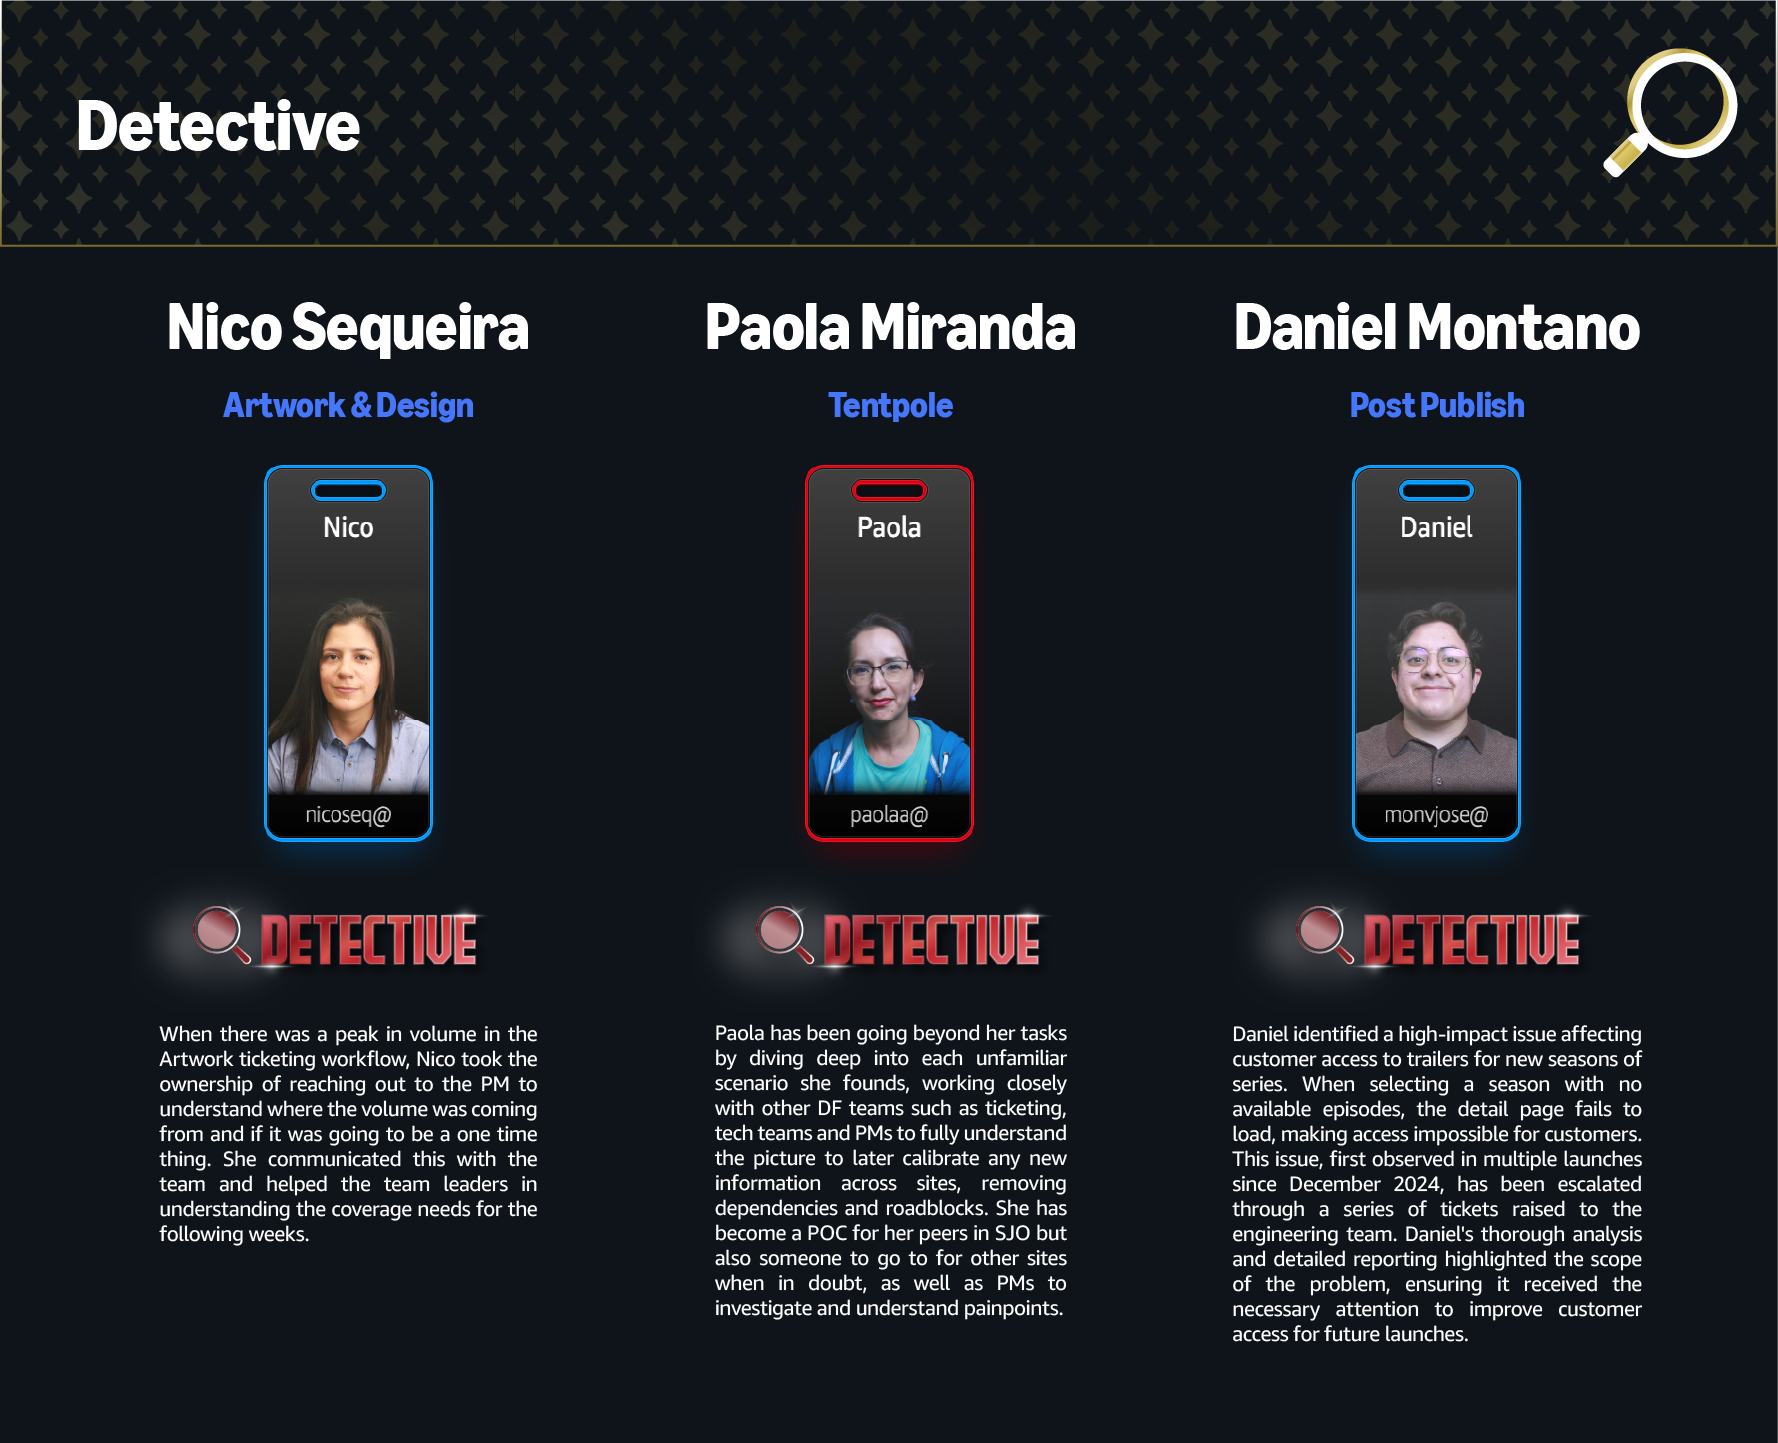 Detective
Nico Sequeira
Artwork & Design
Nico
nicoseq@
DETECTIVE
When there was a peak in volume in the
Artwork ticketing workflow, Nico took the
ownership of reaching out to the PM to
understand where the volume was coming
from and if it was going to be a one time
thing. She communicated this with the
team and helped the team leaders in
understanding the coverage needs for the
following weeks.
Paola Miranda
Tentpole
Paola
paolaa@
DETECTIVE
Paola has been going beyond her tasks
by diving deep into each unfamiliar
scenario she founds, working closely
with other DF teams such as ticketing,
tech teams and PMs to fully understand
the picture to later calibrate any new
information across sites, removing
dependencies and roadblocks. She has
become a POC for her peers in SJO but
also someone to go to for other sites
when in doubt, as well as PMs to
investigate and understand painpoints.
Daniel Montano
Post Publish
Daniel
monvjose@
DETECTIVE
Daniel identified a high-impact issue affecting
customer access to trailers for new seasons of
series. When selecting a season with no
available episodes, the detail page fails to
load, making access impossible for customers.
This issue, first observed in multiple launches
since December 2024, has been escalated
through a series of tickets raised to the
engineering team. Daniel's thorough analysis
and detailed reporting highlighted the scope
of the problem, ensuring it received the
necessary attention to improve customer
access for future launches.